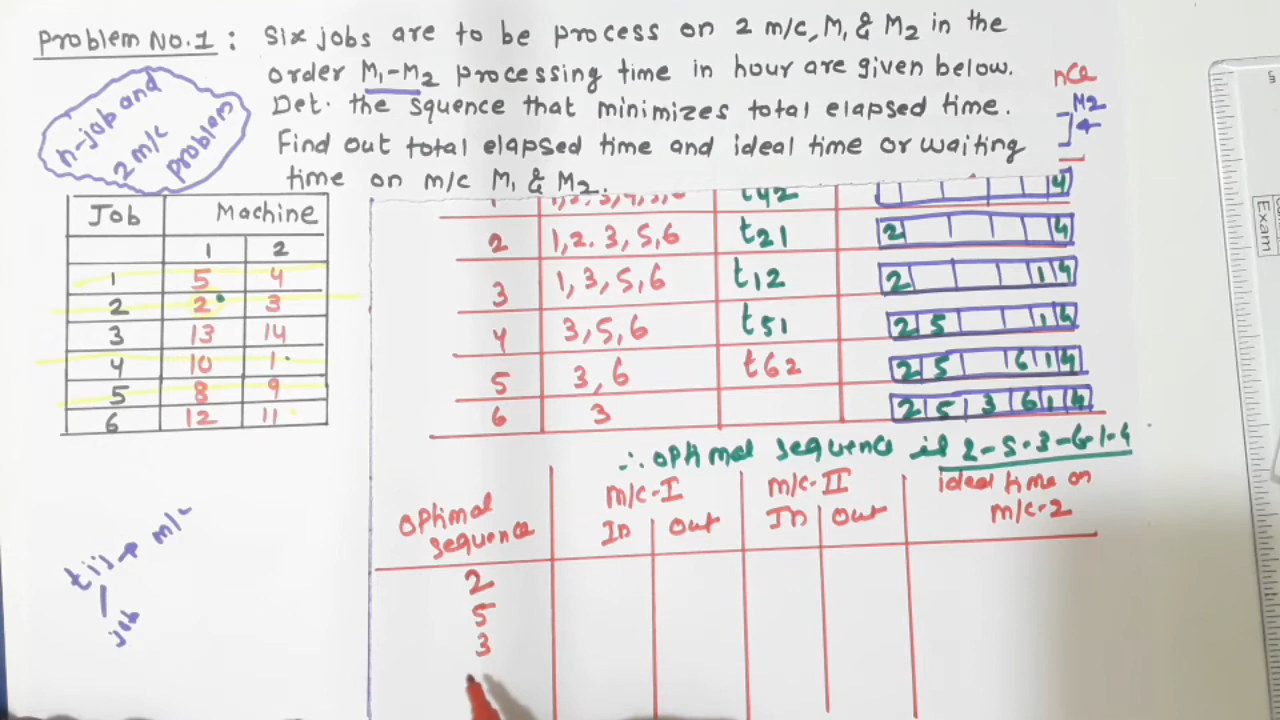 Problem No.1 : Six jobs are to be process on 2 m/c, M1 & M2 in the
order M1-M2 processing time in hour are given below.
Det. the squence that minimizes total elapsed time.
Find out total elapsed time and ideal time or waiting
time on m/c M1 & M2.
n-job and
2 m/c
problem
M2
Job Machine
1 2
1 5 4
2 2 3
3 13 14
4 10 1
5 8 9
6 12 11
tij → m/c
job
t42 4
2 1,2.3,5,6 t21 2 4
3 1,3,5,6 t12 2 1 4
4 3,5,6 t51 2 5 1 4
5 3,6 t62 2 5 6 1 4
6 3 2 5 3 6 1 4
∴ optimal sequence is 2-5-3-6-1-4
Optimal sequence m/c-I m/c-II ideal time on m/c-2
In Out In Out
2
5
3
Exam